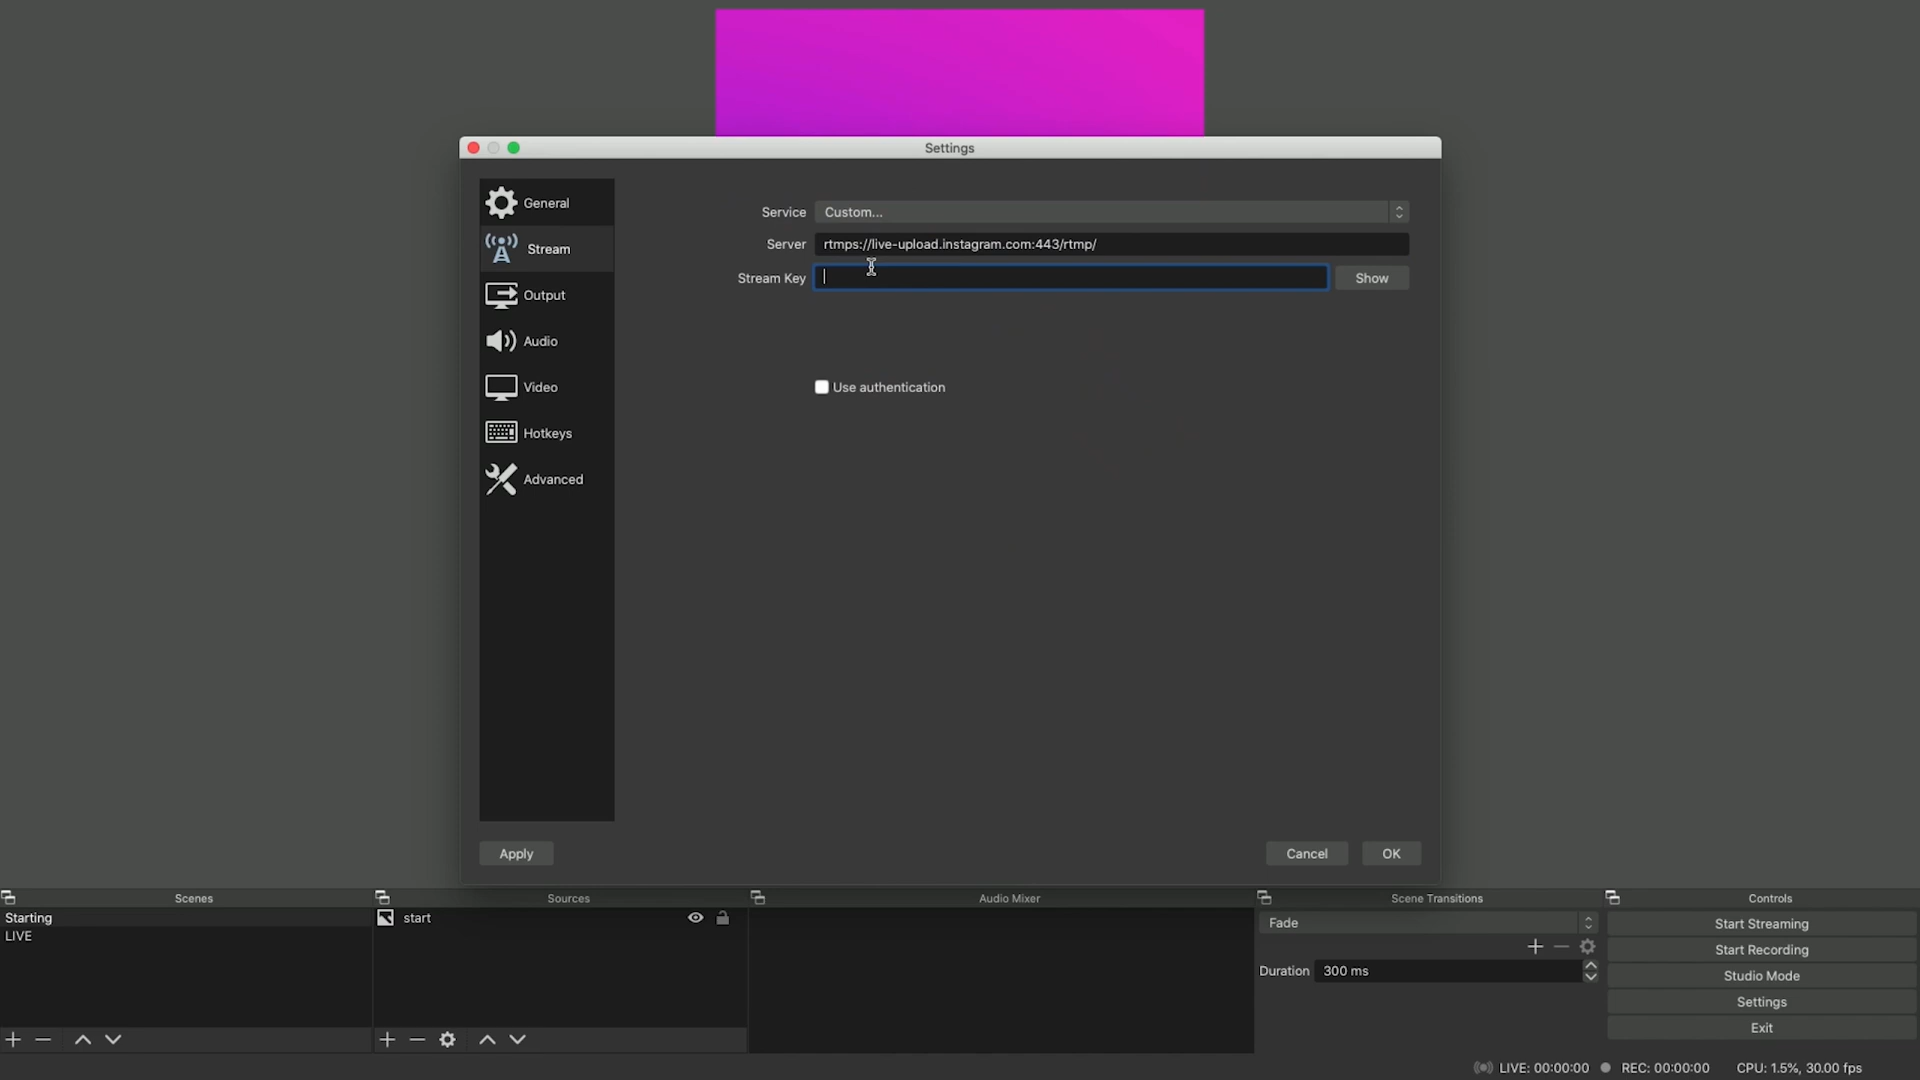 Settings
General
Stream
Output
Audio
Video
Hotkeys
Advanced
Service Custom...
Server rtmps://live-upload.instagram.com:443/rtmp/
Stream Key Show
Use authentication
Apply Cancel OK
Scenes
Starting
LIVE
Sources
start
Audio Mixer
Scene Transitions
Fade
Duration 300 ms
Controls
Start Streaming
Start Recording
Studio Mode
Settings
Exit
LIVE: 00:00:00 REC: 00:00:00 CPU: 1.5%, 30.00 fps